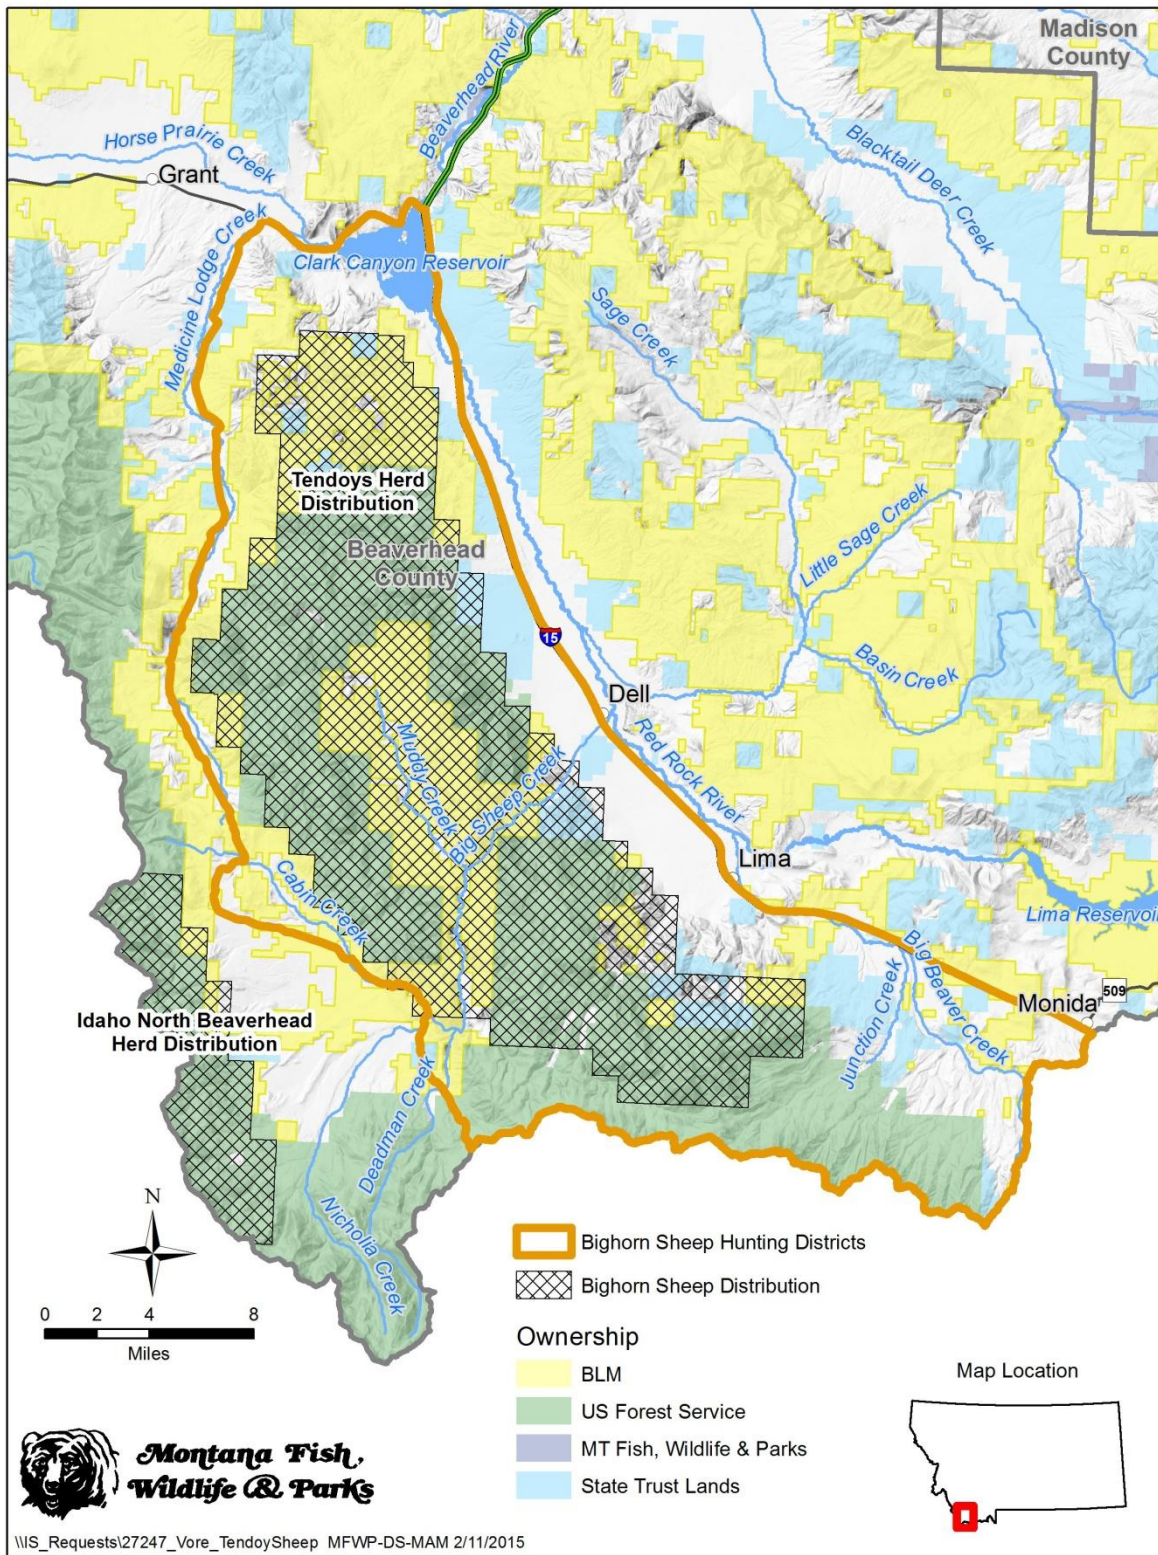 Madison
County
Beaverhead River
Horse Prairie Creek
Grant
Blacktail Deer Creek
Medicine Lodge Creek
Clark Canyon Reservoir
Sage Creek
Tendoys Herd
Distribution
Beaverhead
County
Little Sage Creek
15
Basin Creek
Dell
Muddy Creek
Red Rock River
Big Sheep Creek
Lima
Cabin Creek
Lima Reservoir
Big Beaver Creek
Junction Creek
509
Monida
Idaho North Beaverhead
Herd Distribution
Deadman Creek
Nicholia Creek
N
0 2 4 8
Miles
Bighorn Sheep Hunting Districts
Bighorn Sheep Distribution
Ownership
BLM
US Forest Service
MT Fish, Wildlife & Parks
State Trust Lands
Map Location
Montana Fish,
Wildlife & Parks
\\IS_Requests\27247_Vore_TendoySheep MFWP-DS-MAM 2/11/2015